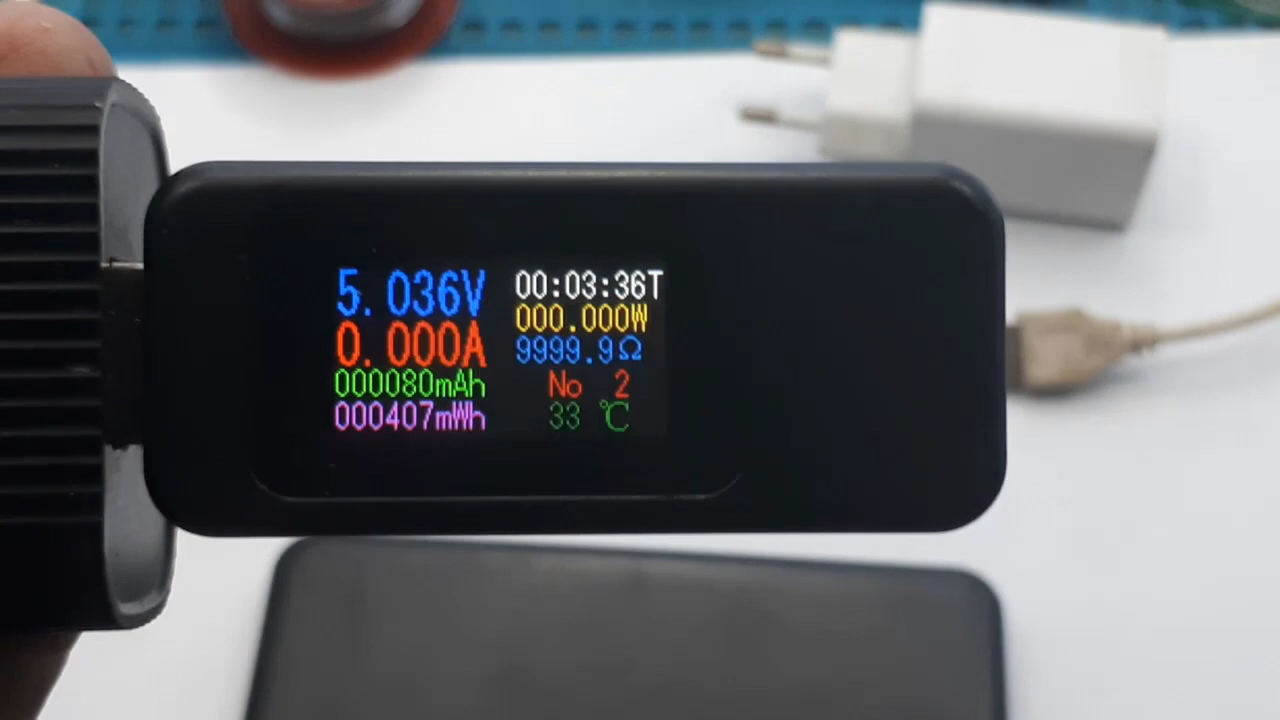 5.036V
0.000A
000080mAh
000407mWh
00:03:36T
000.000W
9999.9Ω
No 2
33 ℃